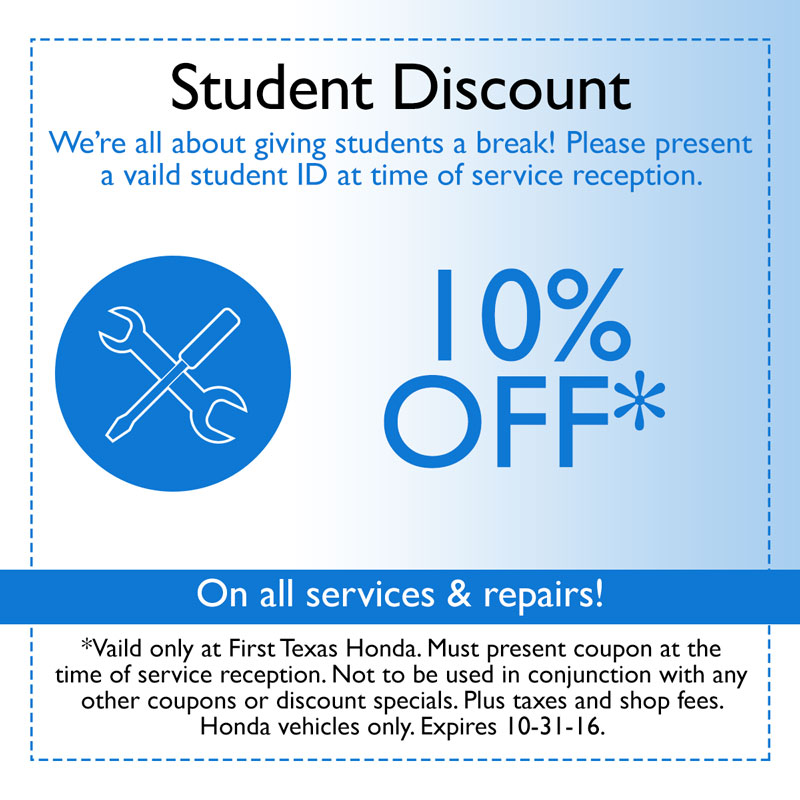 Student Discount
We're all about giving students a break! Please present
a vaild student ID at time of service reception.
10%
OFF*
On all services & repairs!
*Vaild only at First Texas Honda. Must present coupon at the
time of service reception. Not to be used in conjunction with any
other coupons or discount specials. Plus taxes and shop fees.
Honda vehicles only. Expires 10-31-16.